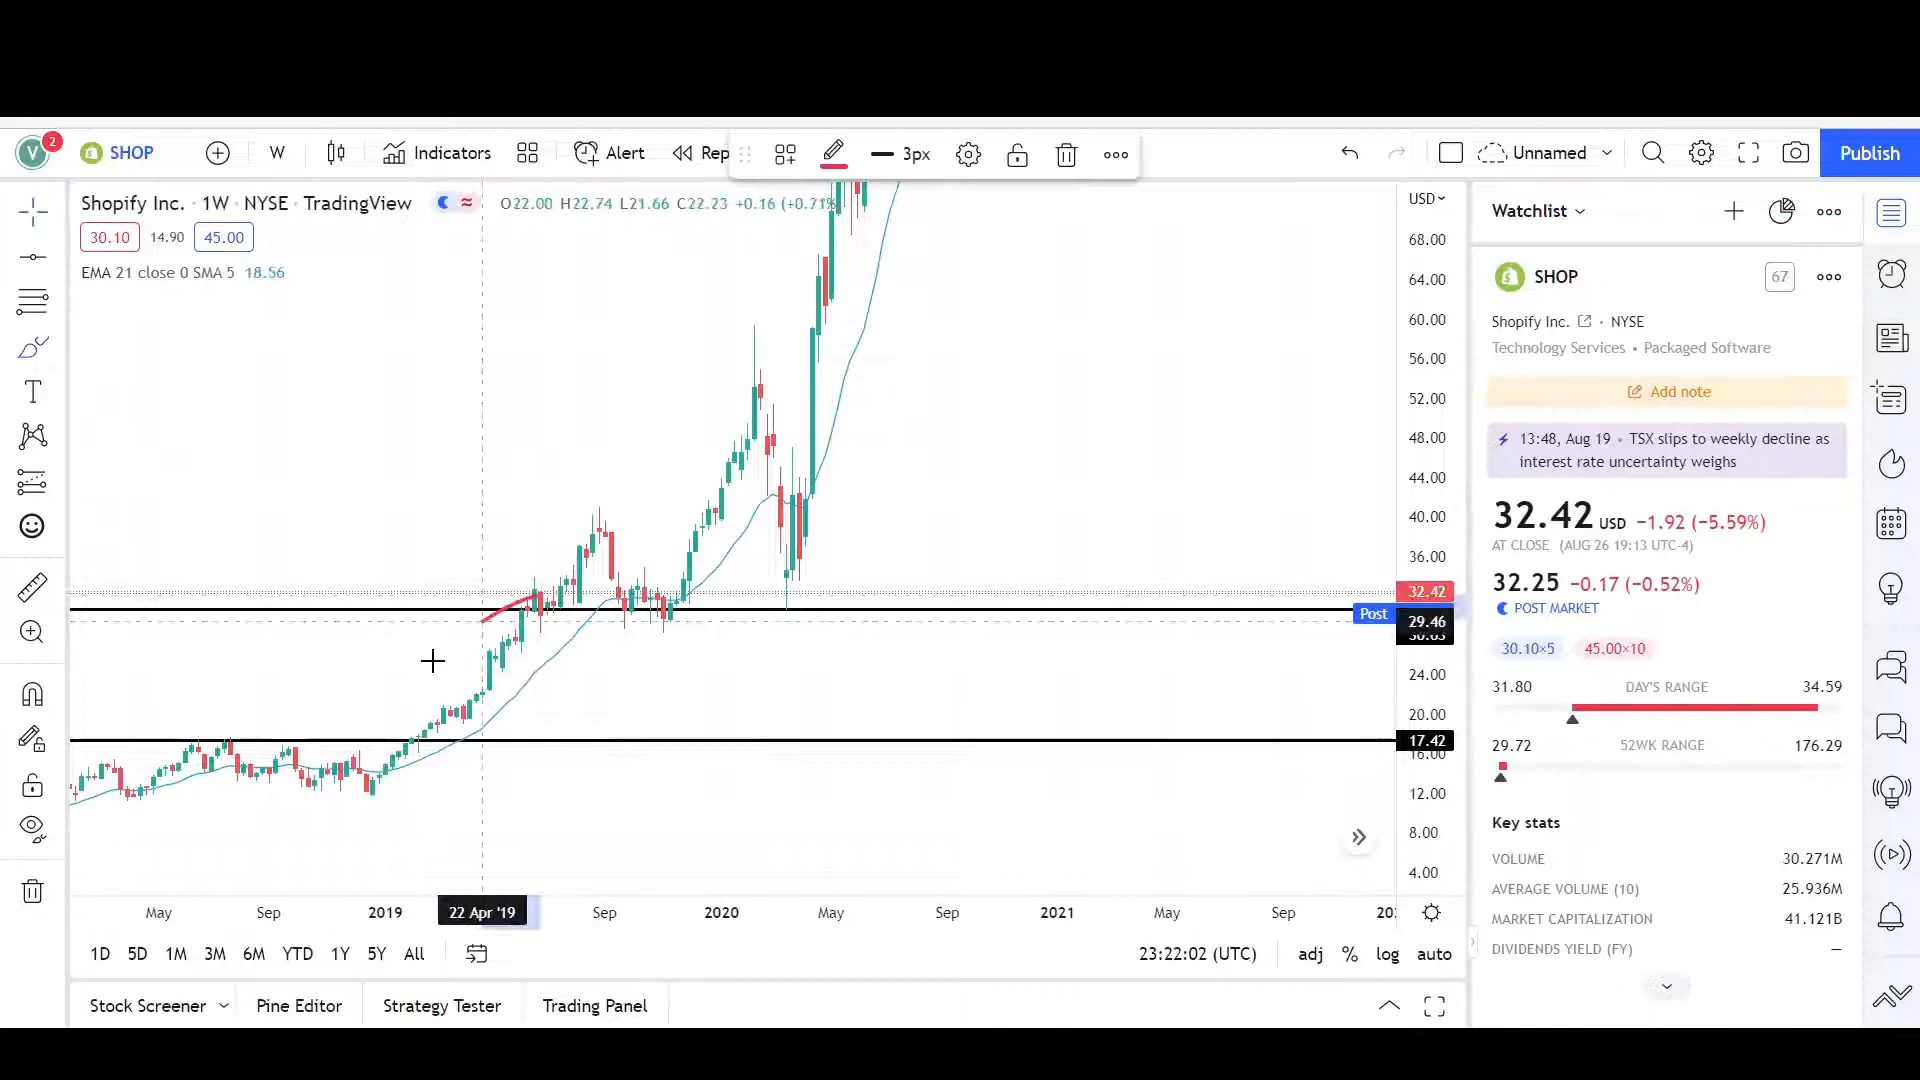 V 2 SHOP W Indicators Alert Rep 3px Unnamed Publish
Shopify Inc. · 1W · NYSE · TradingView O22.00 H22.74 L21.66 C22.23 +0.16 (+0.71%
30.10 14.90 45.00
EMA 21 close 0 SMA 5 18.56
USD
68.00
64.00
60.00
56.00
52.00
48.00
44.00
40.00
36.00
32.42
Post
29.46
24.00
20.00
17.42
16.00
12.00
8.00
4.00
May Sep 2019 22 Apr '19 Sep 2020 May Sep 2021 May Sep
1D 5D 1M 3M 6M YTD 1Y 5Y All 23:22:02 (UTC) adj % log auto
Stock Screener Pine Editor Strategy Tester Trading Panel
Watchlist
SHOP 67
Shopify Inc. · NYSE
Technology Services • Packaged Software
Add note
13:48, Aug 19 • TSX slips to weekly decline as
interest rate uncertainty weighs
32.42 USD −1.92 (−5.59%)
AT CLOSE (AUG 26 19:13 UTC-4)
32.25 −0.17 (−0.52%)
POST MARKET
30.10×5 45.00×10
31.80 DAY'S RANGE 34.59
29.72 52WK RANGE 176.29
Key stats
VOLUME 30.271M
AVERAGE VOLUME (10) 25.936M
MARKET CAPITALIZATION 41.121B
DIVIDENDS YIELD (FY) —